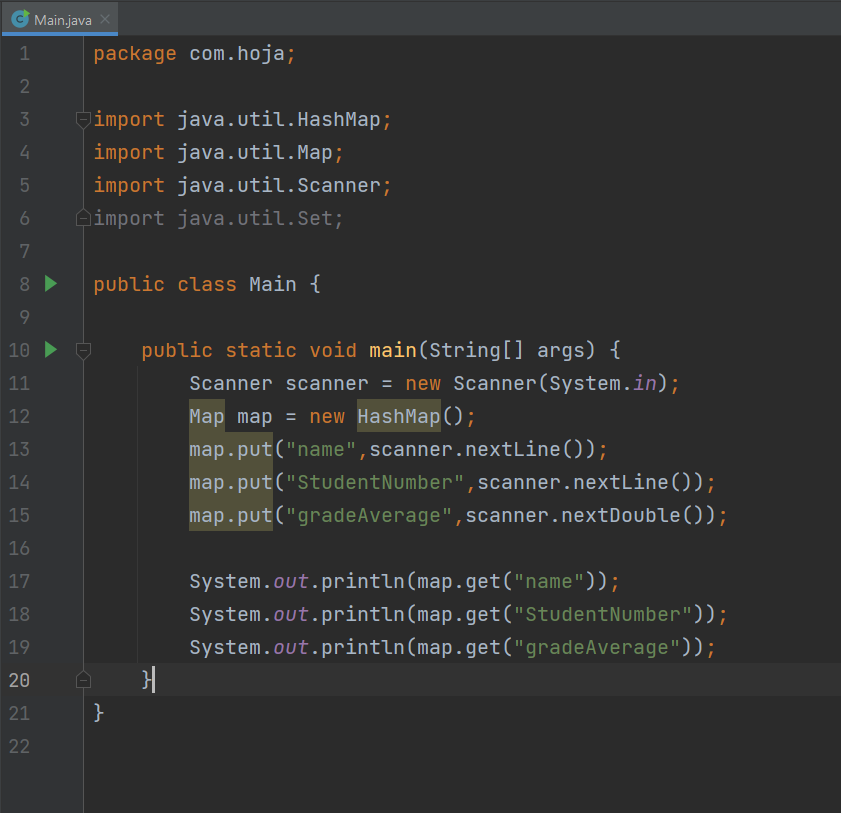 Main.java
1 package com.hoja;
2
3 import java.util.HashMap;
4 import java.util.Map;
5 import java.util.Scanner;
6 import java.util.Set;
7
8 public class Main {
9
10     public static void main(String[] args) {
11         Scanner scanner = new Scanner(System.in);
12         Map map = new HashMap();
13         map.put("name",scanner.nextLine());
14         map.put("StudentNumber",scanner.nextLine());
15         map.put("gradeAverage",scanner.nextDouble());
16
17         System.out.println(map.get("name"));
18         System.out.println(map.get("StudentNumber"));
19         System.out.println(map.get("gradeAverage"));
20     }
21 }
22